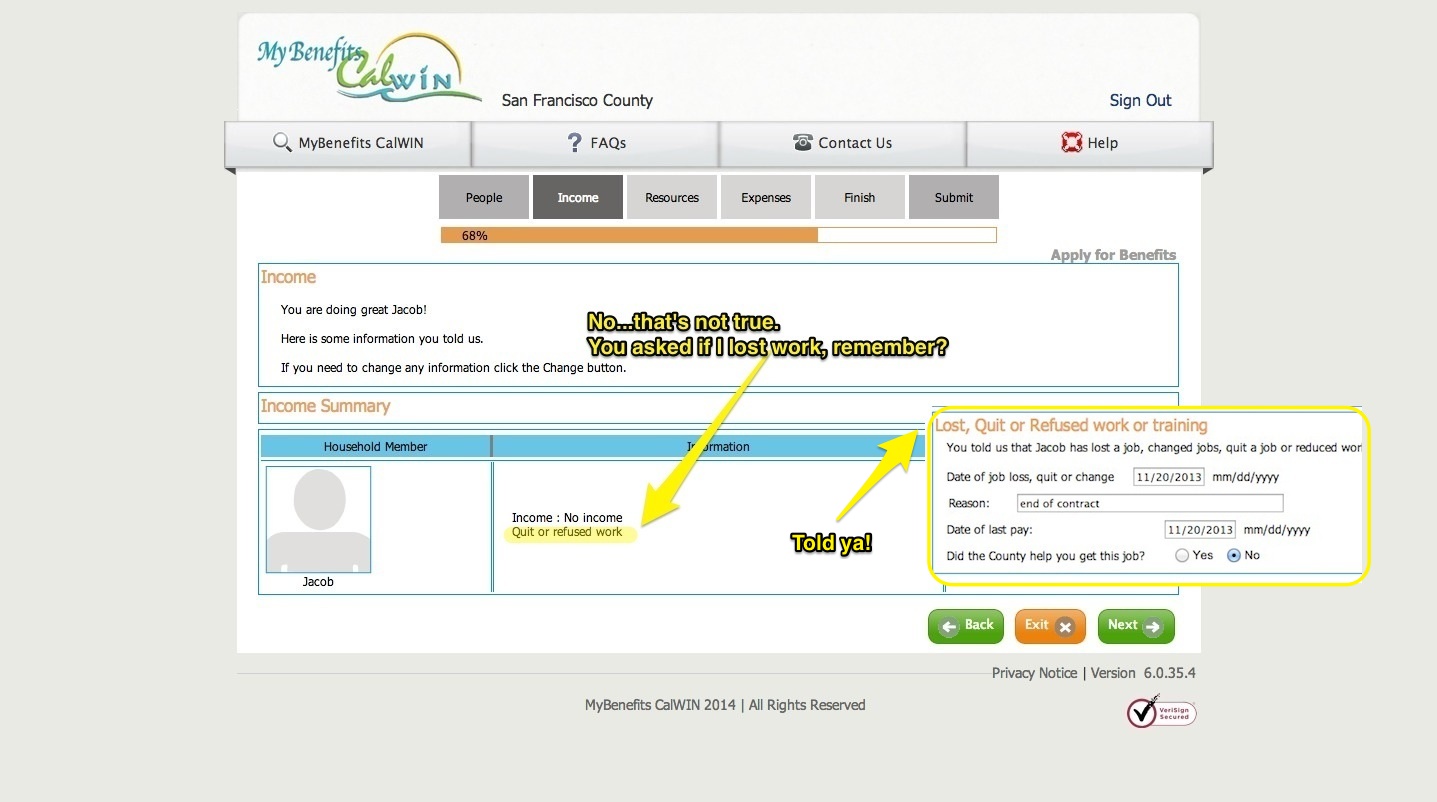 My Benefits CalWIN
San Francisco County
Sign Out
MyBenefits CalWIN
? FAQs
Contact Us
Help
People
Income
Resources
Expenses
Finish
Submit
68%
Apply for Benefits
Income
You are doing great Jacob!
Here is some information you told us.
If you need to change any information click the Change button.
No...that's not true.
You asked if I lost work, remember?
Income Summary
Household Member
Information
Jacob
Income : No income
Quit or refused work
Told ya!
Lost, Quit or Refused work or training
You told us that Jacob has lost a job, changed jobs, quit a job or reduced wor
Date of job loss, quit or change 11/20/2013 mm/dd/yyyy
Reason: end of contract
Date of last pay: 11/20/2013 mm/dd/yyyy
Did the County help you get this job? Yes No
Back
Exit
Next
Privacy Notice | Version 6.0.35.4
MyBenefits CalWIN 2014 | All Rights Reserved
VeriSign
Secured